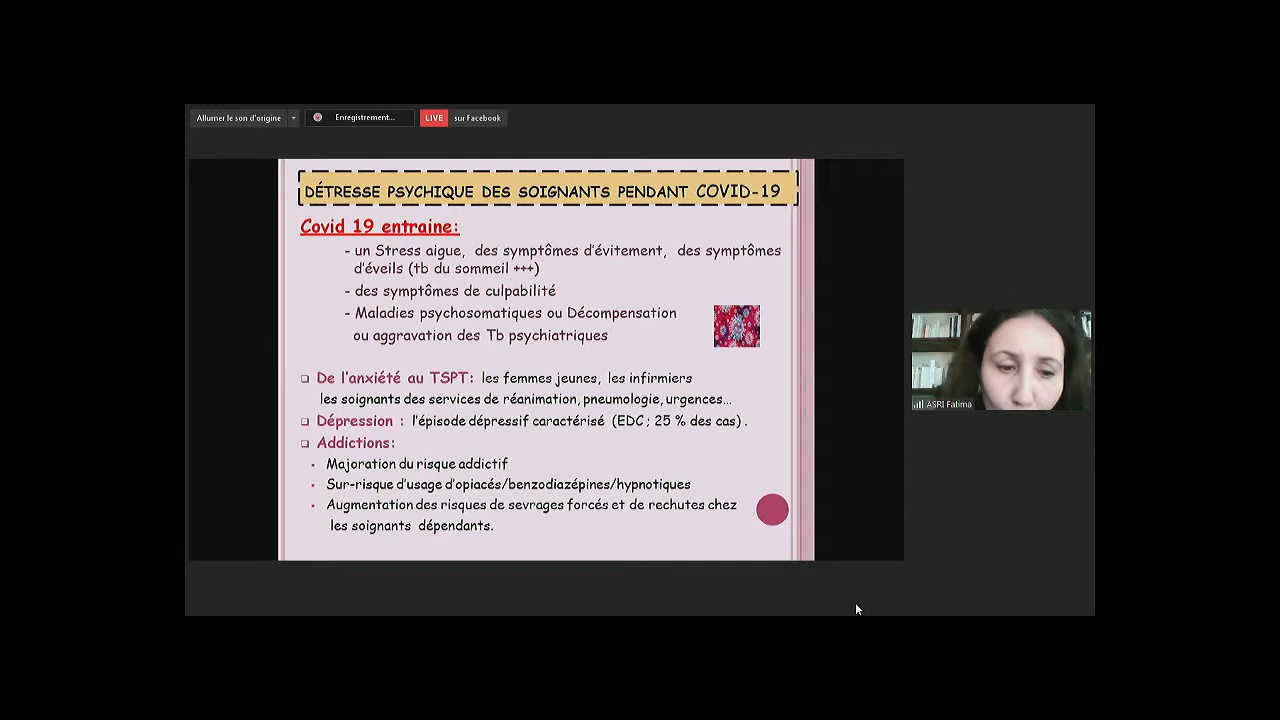 Allumer le son d'origine
Enregistrement...
LIVE sur Facebook
DÉTRESSE PSYCHIQUE DES SOIGNANTS PENDANT COVID-19
Covid 19 entraine:
- un Stress aigue, des symptômes d'évitement, des symptômes
d'éveils (tb du sommeil +++)
- des symptômes de culpabilité
- Maladies psychosomatiques ou Décompensation
ou aggravation des Tb psychiatriques
De l'anxiété au TSPT: les femmes jeunes, les infirmiers
les soignants des services de réanimation, pneumologie, urgences...
Dépression : l'épisode dépressif caractérisé (EDC ; 25 % des cas) .
Addictions:
Majoration du risque addictif
Sur-risque d'usage d'opiacés/benzodiazépines/hypnotiques
Augmentation des risques de sevrages forcés et de rechutes chez
les soignants dépendants.
ASRI Fatima